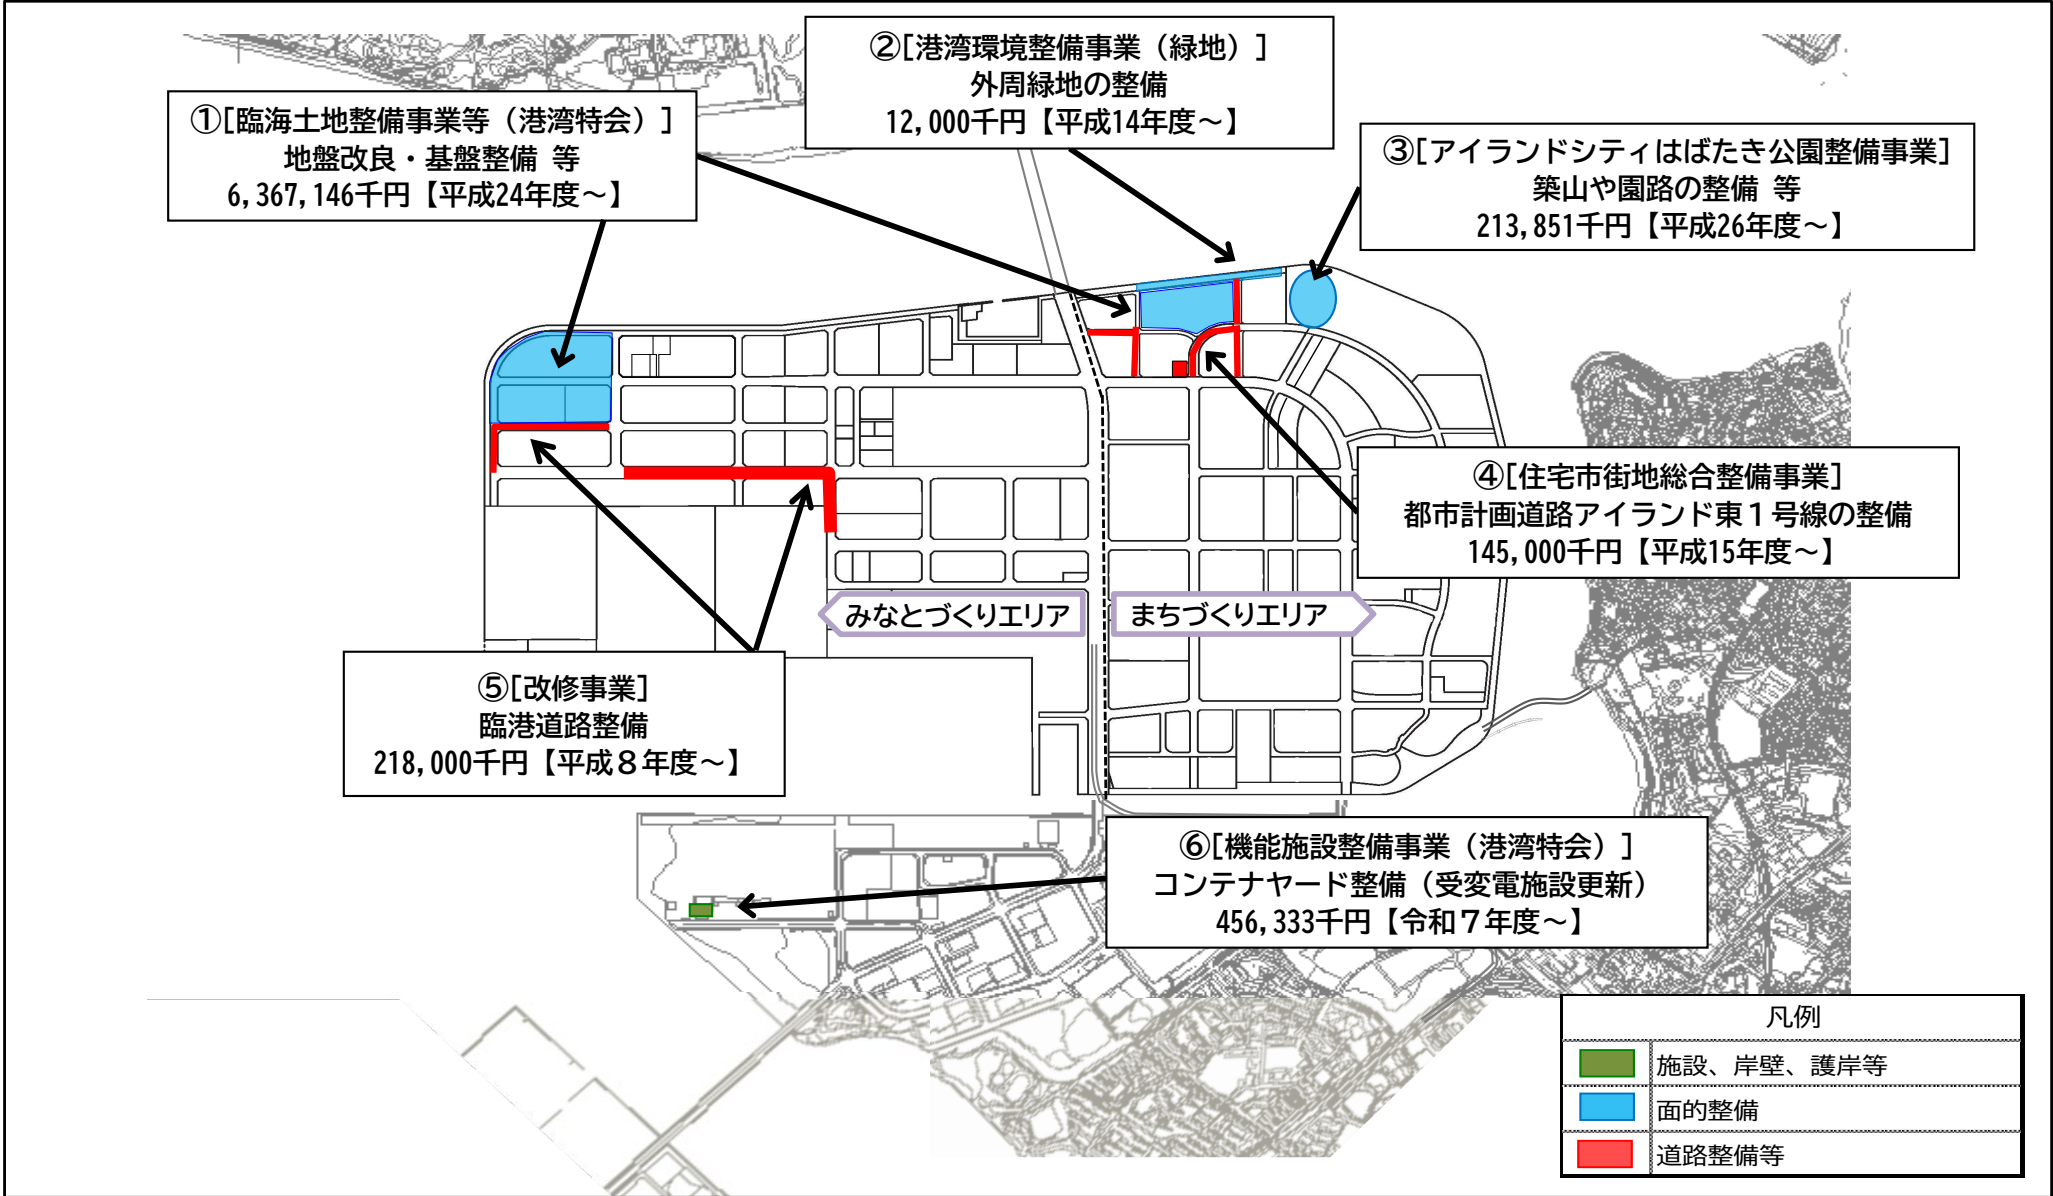 ①[臨海土地整備事業等（港湾特会）]
地盤改良・基盤整備 等
6,367,146千円【平成24年度～】
②[港湾環境整備事業（緑地）]
外周緑地の整備
12,000千円【平成14年度～】
③[アイランドシティはばたき公園整備事業]
築山や園路の整備 等
213,851千円【平成26年度～】
④[住宅市街地総合整備事業]
都市計画道路アイランド東１号線の整備
145,000千円【平成15年度～】
みなとづくりエリア
まちづくりエリア
⑤[改修事業]
臨港道路整備
218,000千円【平成８年度～】
⑥[機能施設整備事業（港湾特会）]
コンテナヤード整備（受変電施設更新）
456,333千円【令和７年度～】
凡例
施設、岸壁、護岸等
面的整備
道路整備等